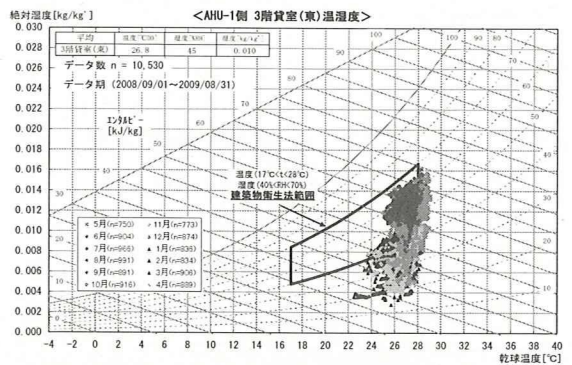 絶対湿度[kg/kg']
<AHU-1側 3階貸室(東)温湿度>
平均 温度[℃DB] 湿度[%RH] 湿度[kg/kg']
3階貸室(東) 26.8 45 0.010
データ数 n = 10,530
データ期 (2008/09/01~2009/08/31)
エンタルピー
[kJ/kg]
温度(17℃<t<28℃)
湿度(40%<RH<70%)
建築物衛生法範囲
5月(n=750) 11月(n=773)
6月(n=904) 12月(n=874)
7月(n=966) 1月(n=836)
8月(n=991) 2月(n=834)
9月(n=891) 3月(n=906)
10月(n=916) 4月(n=889)
0.030
0.028
0.026
0.024
0.022
0.020
0.018
0.016
0.014
0.012
0.010
0.008
0.006
0.004
0.002
0.000
-4 -2 0 2 4 6 8 10 12 14 16 18 20 22 24 26 28 30 32 34 36 38 40
乾球温度[℃]